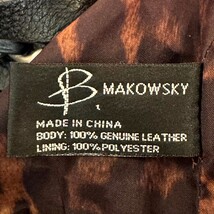 B. MAKOWSKY
MADE IN CHINA
BODY: 100% GENUINE LEATHER
LINING: 100% POLYESTER